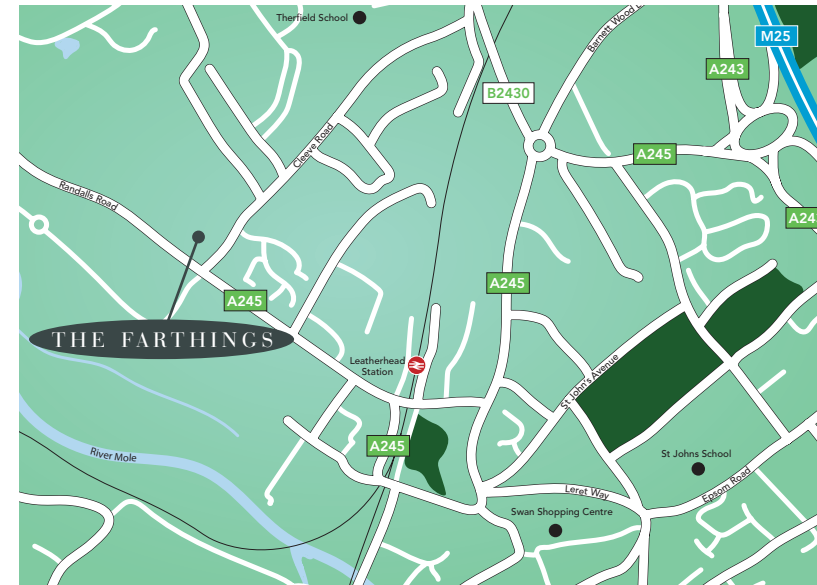 Therfield School
Barnett Wood
M25
A243
B2430
Cleeve Road
A245
Randalls Road
A24
A245
A245
THE FARTHINGS
Leatherhead
Station
St John's Avenue
A245
St Johns School
River Mole
Epsom Road
Leret Way
Swan Shopping Centre